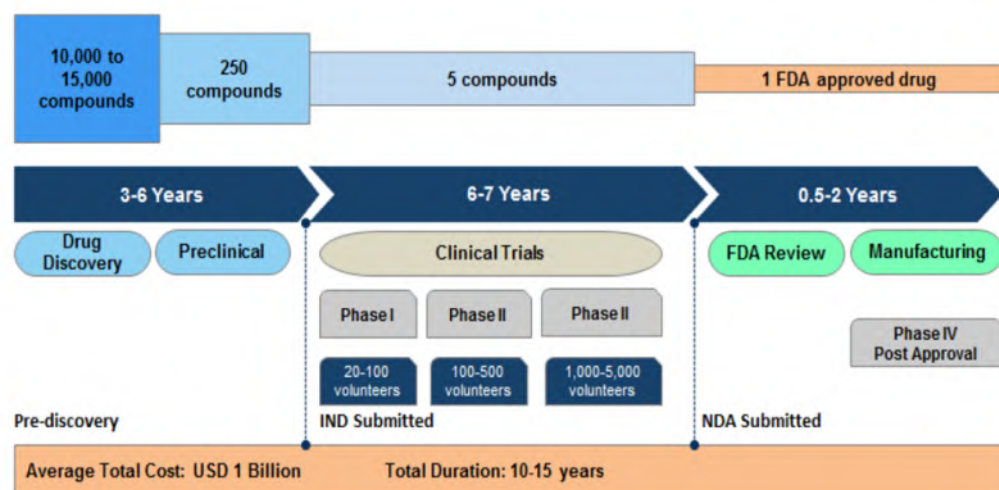 10,000 to
15,000
compounds
250
compounds
5 compounds
1 FDA approved drug
3-6 Years
6-7 Years
0.5-2 Years
Drug
Discovery
Preclinical
Clinical Trials
FDA Review
Manufacturing
Phase I
Phase II
Phase II
Phase IV
Post Approval
20-100
volunteers
100-500
volunteers
1,000-5,000
volunteers
Pre-discovery
IND Submitted
NDA Submitted
Average Total Cost: USD 1 Billion
Total Duration: 10-15 years